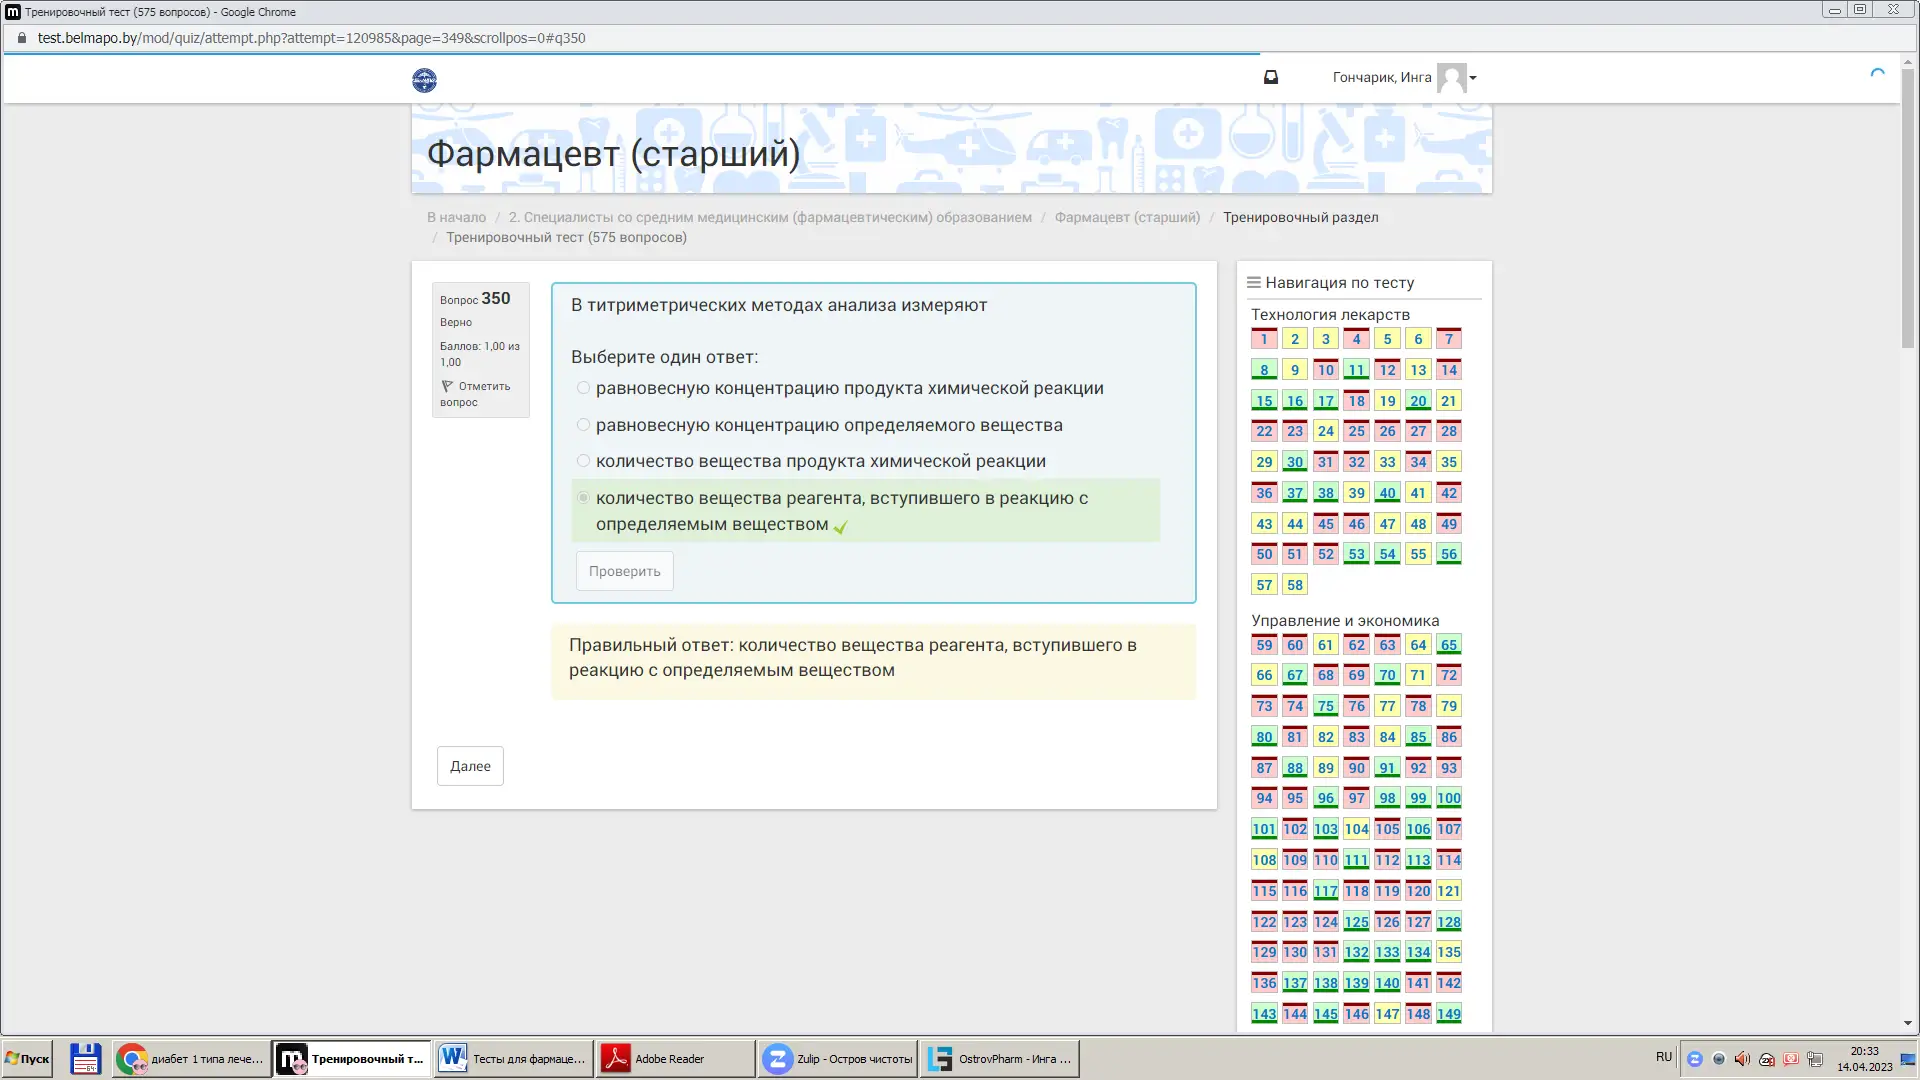 Тренировочный тест (575 вопросов) - Google Chrome
test.belmapo.by/mod/quiz/attempt.php?attempt=120985&page=349&scrollpos=0#q350
Гончарик, Инга
Фармацевт (старший)
В начало / 2. Специалисты со средним медицинским (фармацевтическим) образованием / Фармацевт (старший) / Тренировочный раздел
/ Тренировочный тест (575 вопросов)
Вопрос 350
Верно
Баллов: 1,00 из
1,00
Отметить
вопрос
В титриметрических методах анализа измеряют
Выберите один ответ:
равновесную концентрацию продукта химической реакции
равновесную концентрацию определяемого вещества
количество вещества продукта химической реакции
количество вещества реагента, вступившего в реакцию с
определяемым веществом
Проверить
Правильный ответ: количество вещества реагента, вступившего в
реакцию с определяемым веществом
Далее
Навигация по тесту
Технология лекарств
1 2 3 4 5 6 7
8 9 10 11 12 13 14
15 16 17 18 19 20 21
22 23 24 25 26 27 28
29 30 31 32 33 34 35
36 37 38 39 40 41 42
43 44 45 46 47 48 49
50 51 52 53 54 55 56
57 58
Управление и экономика
59 60 61 62 63 64 65
66 67 68 69 70 71 72
73 74 75 76 77 78 79
80 81 82 83 84 85 86
87 88 89 90 91 92 93
94 95 96 97 98 99 100
101 102 103 104 105 106 107
108 109 110 111 112 113 114
115 116 117 118 119 120 121
122 123 124 125 126 127 128
129 130 131 132 133 134 135
136 137 138 139 140 141 142
143 144 145 146 147 148 149
Пуск
диабет 1 типа лече...
Тренировочный т...
Тесты для фармаце...
Adobe Reader
Zulip - Остров чистоты
OstrovPharm - Инга ...
RU
20:33
14.04.2023